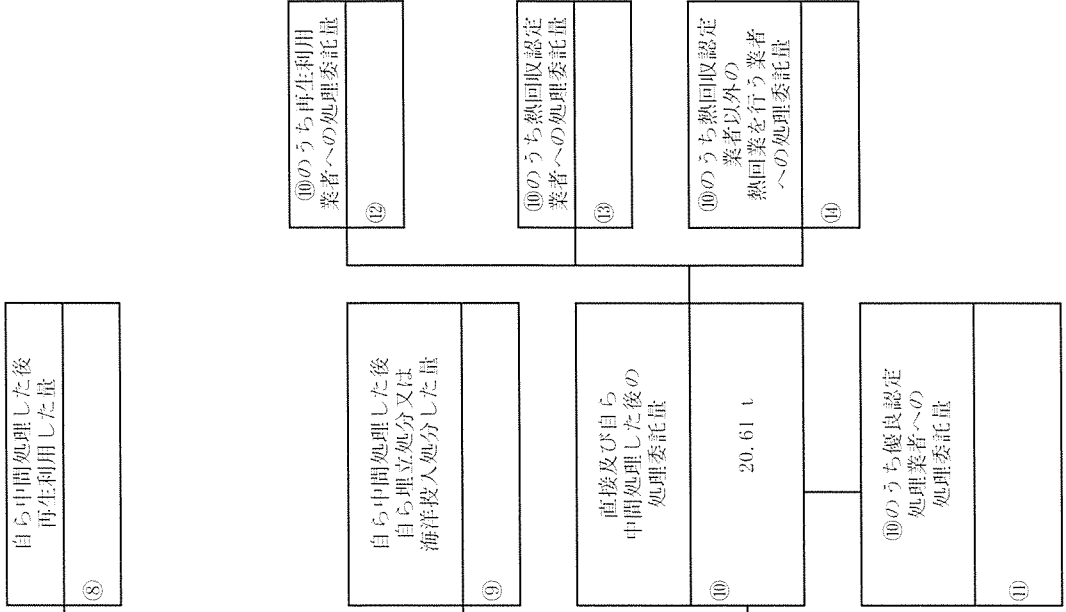 自ら中間処理した後
再生利用した量
⑧
自ら中間処理した後
自ら埋立処分又は
海洋投入処分した量
⑨
直接及び自ら
中間処理した後の
処理委託量
⑩
20.61 t
⑩のうち優良認定
処理業者への
処理委託量
⑪
⑩のうち再生利用
業者への処理委託量
⑫
⑩のうち熱回収認定
業者への処理委託量
⑬
⑩のうち熱回収認定
業者以外の
熱回業を行う業者
への処理委託量
⑭